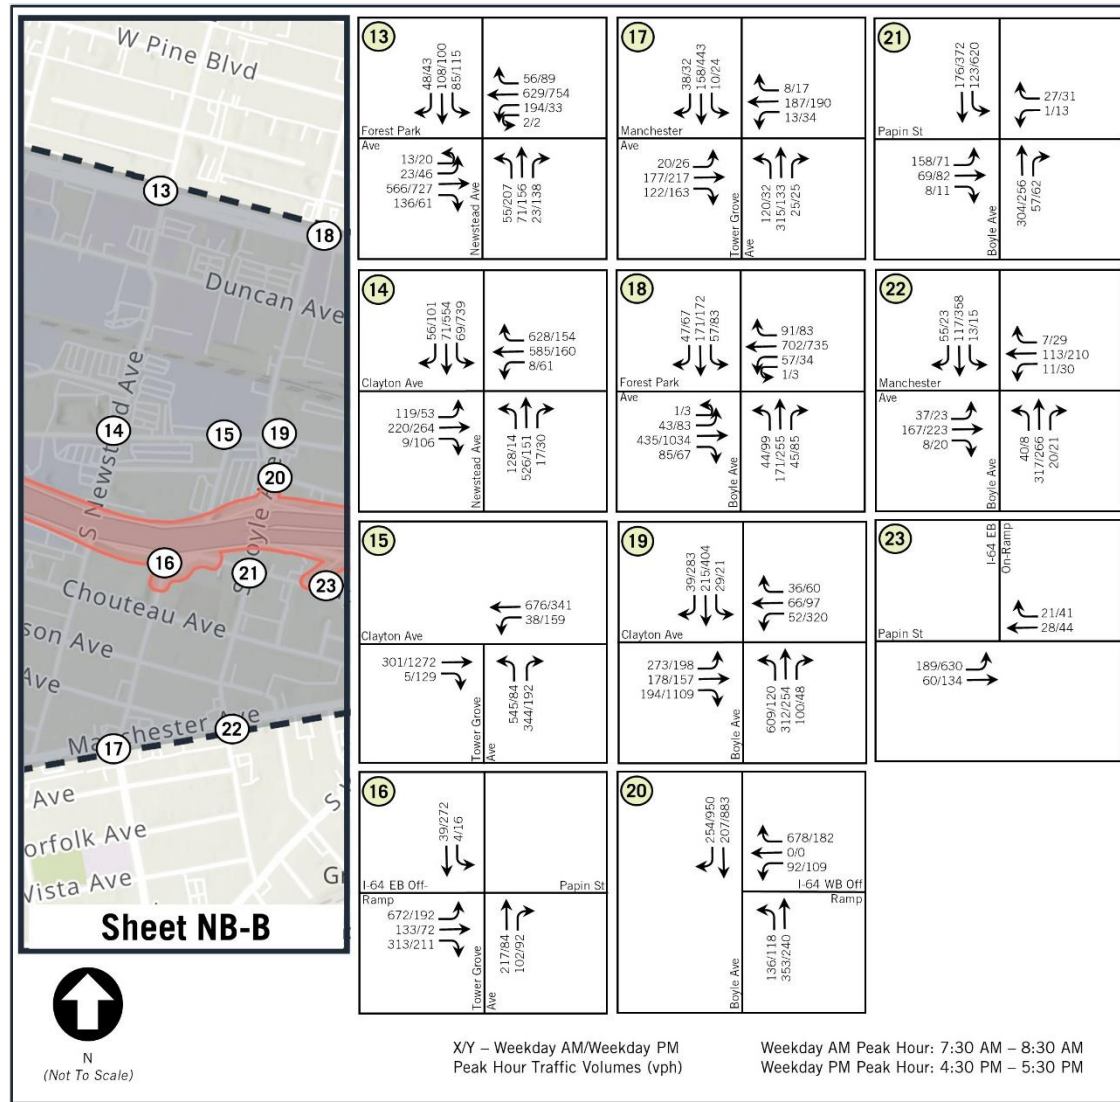 W Pine Blvd
13
18
Duncan Ave
S Newstead Ave
14
15
19
20
16
21
23
Chouteau Ave
son Ave
Ave
Manchester Ave
22
17
Ave
orfolk Ave
Vista Ave
Sheet NB-B
N
(Not To Scale)
13
48/43
108/100
85/115
56/89
629/754
194/33
2/2
Forest Park
Ave
13/20
23/46
566/727
136/61
Newstead Ave
55/207
71/156
23/138
14
56/101
71/554
69/739
628/154
585/160
8/61
Clayton Ave
119/53
220/264
9/106
Newstead Ave
128/14
526/151
17/30
15
676/341
38/159
Clayton Ave
301/1272
5/129
Tower Grove
Ave
545/84
344/192
16
39/272
4/16
I-64 EB Off-
Ramp
Papin St
672/192
133/72
313/211
Tower Grove
Ave
217/84
102/92
17
38/32
158/443
10/24
8/17
187/190
13/34
Manchester
Ave
20/26
177/217
122/163
Tower Grove
Ave
120/32
315/133
25/25
18
47/67
171/172
57/83
91/83
702/735
57/34
1/3
Forest Park
Ave
1/3
43/83
435/1034
85/67
Boyle Ave
44/99
171/255
45/85
19
39/283
215/404
29/21
36/60
66/97
52/320
Clayton Ave
273/198
178/157
194/1109
Boyle Ave
609/120
312/254
100/48
20
254/950
207/883
678/182
0/0
92/109
I-64 WB Off
Ramp
Boyle Ave
136/118
353/240
21
176/372
123/620
27/31
1/13
Papin St
158/71
69/82
8/11
Boyle Ave
304/256
57/62
22
55/23
117/358
13/15
7/29
113/210
11/30
Manchester
Ave
37/23
167/223
8/20
Boyle Ave
40/8
317/266
20/21
23
I-64 EB
On-Ramp
21/41
28/44
Papin St
189/630
60/134
X/Y – Weekday AM/Weekday PM
Peak Hour Traffic Volumes (vph)
Weekday AM Peak Hour: 7:30 AM – 8:30 AM
Weekday PM Peak Hour: 4:30 PM – 5:30 PM